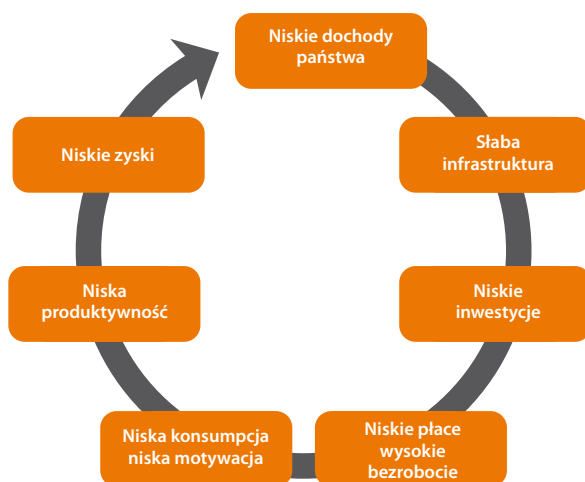 Niskie dochody
państwa
Słaba
infrastruktura
Niskie
inwestycje
Niskie płace
wysokie
bezrobocie
Niska konsumpcja
niska motywacja
Niska
produktywność
Niskie zyski